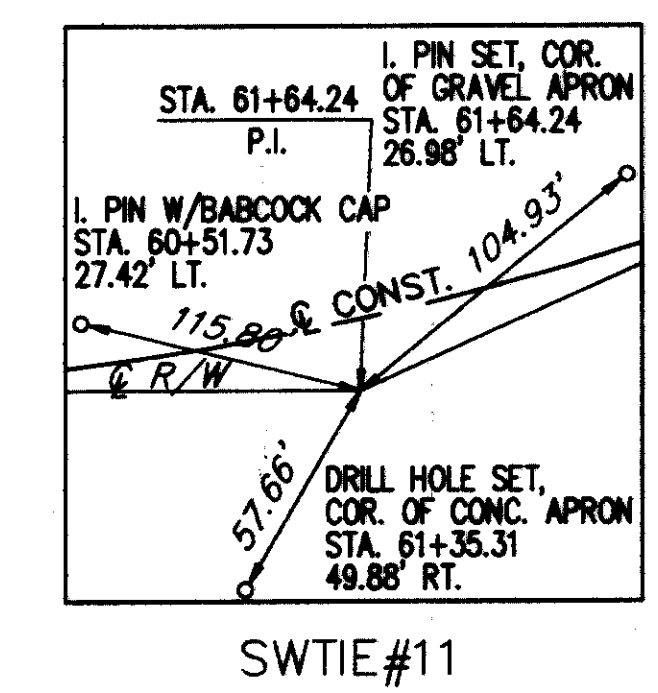 I. PIN SET, COR.
OF GRAVEL APRON
STA. 61+64.24
26.98' LT.
STA. 61+64.24
P.I.
I. PIN W/BABCOCK CAP
STA. 60+51.73
27.42' LT.
104.93'
115.80'
℄ CONST.
℄ R/W
57.66'
DRILL HOLE SET,
COR. OF CONC. APRON
STA. 61+35.31
49.88' RT.
SWTIE#11